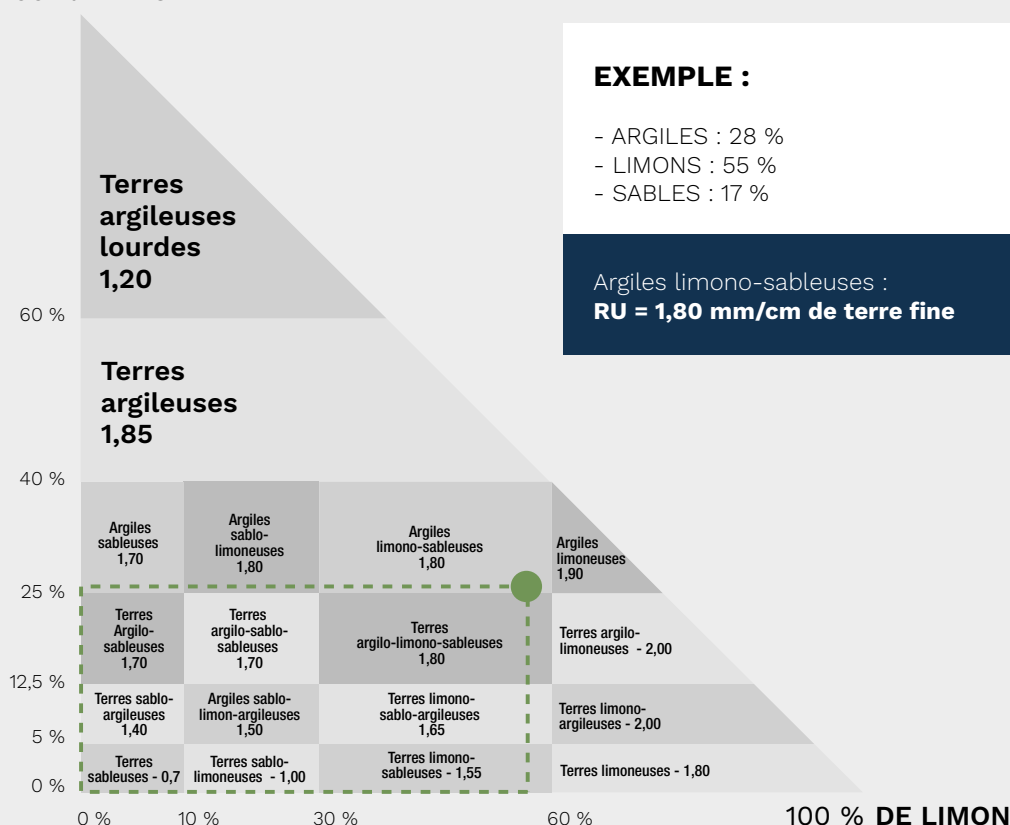 EXEMPLE :
- ARGILES : 28 %
- LIMONS : 55 %
- SABLES : 17 %
Argiles limono-sableuses :
RU = 1,80 mm/cm de terre fine
Terres
argileuses
lourdes
1,20
60 %
Terres
argileuses
1,85
40 %
Argiles
sableuses
1,70
Argiles
sablo-
limoneuses
1,80
Argiles
limono-sableuses
1,80
Argiles
limoneuses
1,90
25 %
Terres
Argilo-
sableuses
1,70
Terres
argilo-sablo-
sableuses
1,70
Terres
argilo-limono-sableuses
1,80
Terres argilo-
limoneuses - 2,00
12,5 %
Terres sablo-
argileuses
1,40
Argiles sablo-
limon-argileuses
1,50
Terres limono-
sablo-argileuses
1,65
Terres limono-
argileuses - 2,00
5 %
Terres
sableuses - 0,7
Terres sablo-
limoneuses - 1,00
Terres limono-
sableuses - 1,55
Terres limoneuses - 1,80
0 %
0 %
10 %
30 %
60 %
100 % DE LIMON